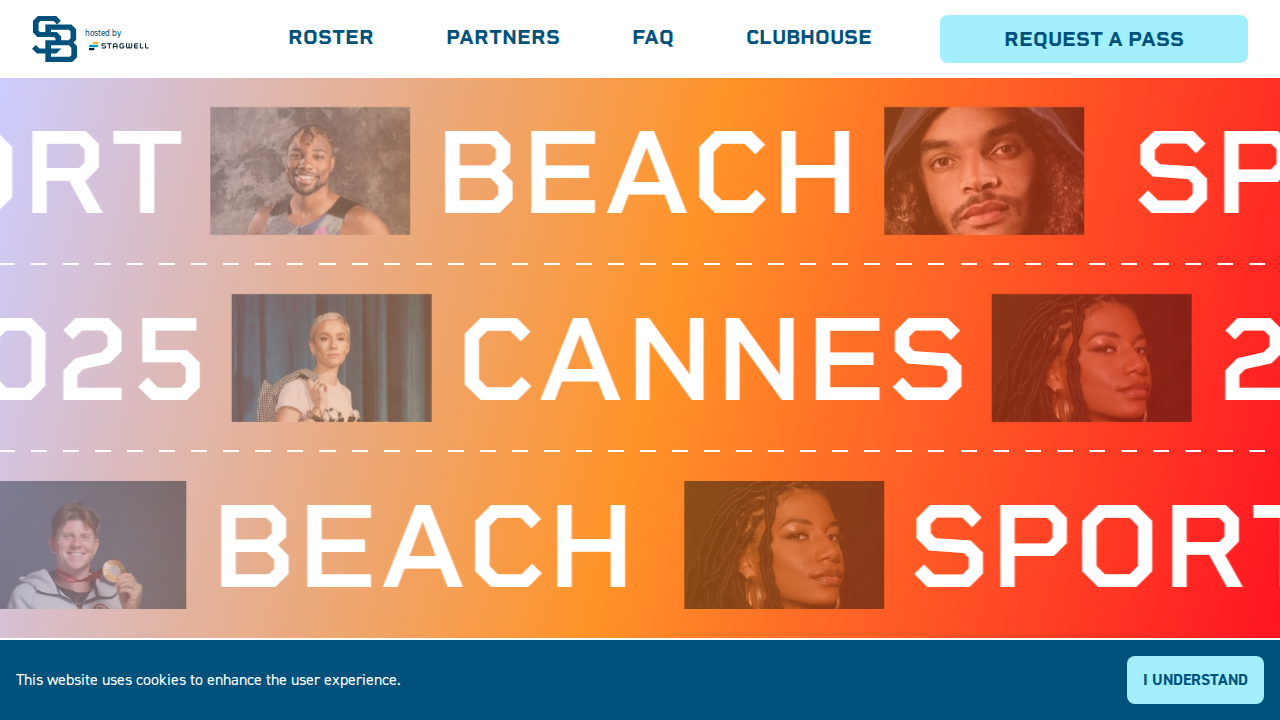 SB hosted by
STAGWELL
ROSTER PARTNERS FAQ CLUBHOUSE REQUEST A PASS
ORT BEACH SP
025 CANNES 2
BEACH SPORT
This website uses cookies to enhance the user experience. I UNDERSTAND